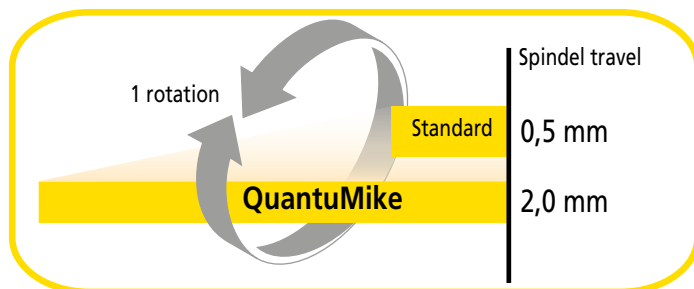 Spindel travel
1 rotation
Standard
0,5 mm
QuantuMike
2,0 mm